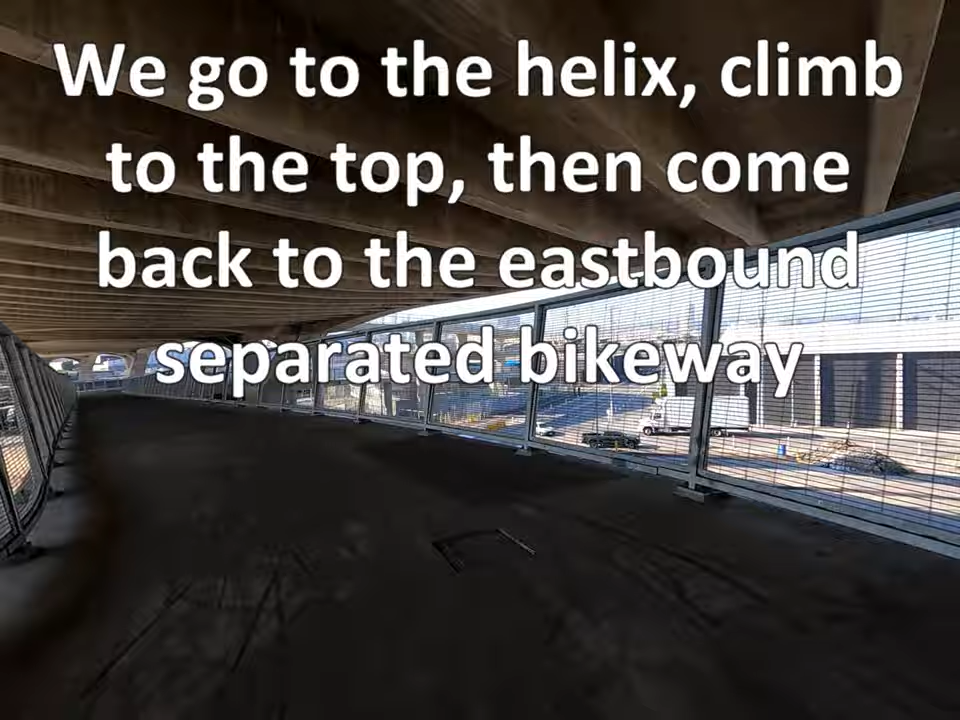 We go to the helix, climb
to the top, then come
back to the eastbound
separated bikeway